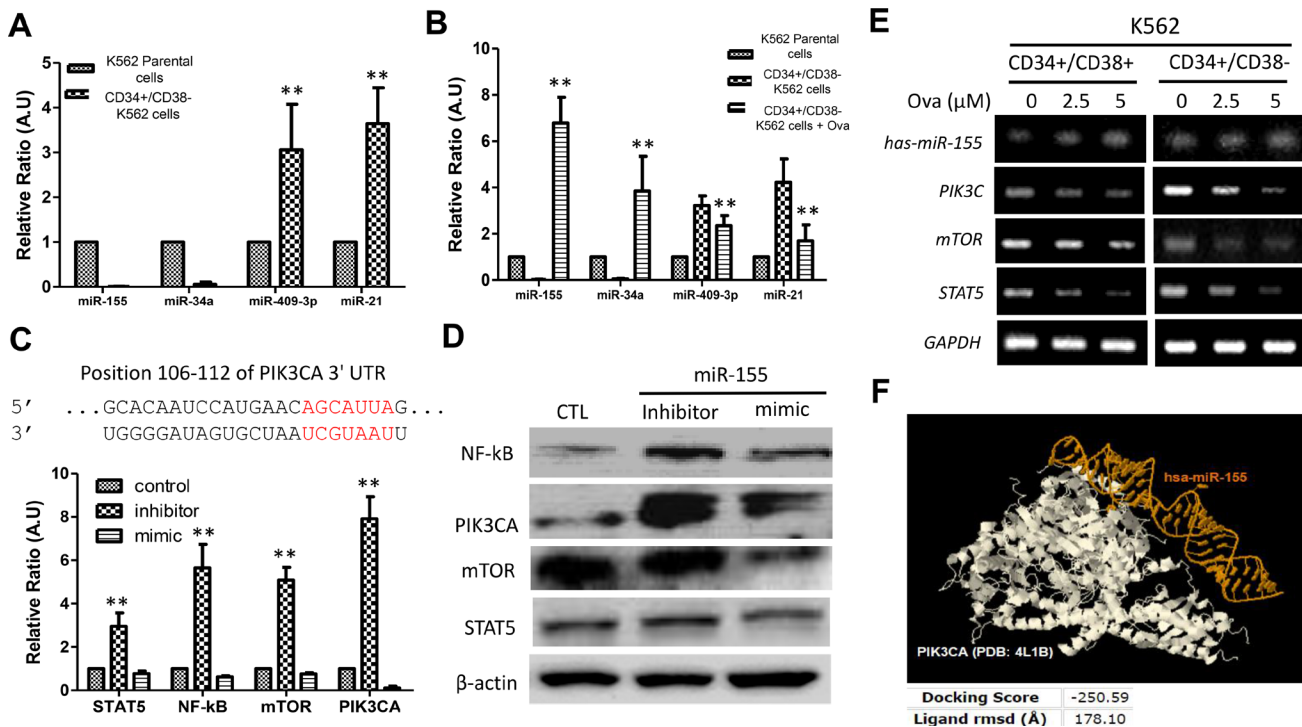 A
K562 Parental
cells
CD34+/CD38-
K562 cells
Relative Ratio (A.U)
5
4
3
2
1
0
** **
miR-155 miR-34a miR-409-3p miR-21
B
K562 Parental
cells
CD34+/CD38-
K562 cells
CD34+/CD38-
K562 cells + Ova
Relative Ratio (A.U)
10
8
6
4
2
0
** ** ** **
miR-155 miR-34a miR-409-3p miR-21
C
Position 106-112 of PIK3CA 3' UTR
5' ...GCACAAUCCAUGAACAGCAUUAG...
3' UGGGGAUAGUGCUAAUCGUAAUU
control
inhibitor
mimic
Relative Ratio (A.U)
10
8
6
4
2
0
** ** ** **
STAT5 NF-kB mTOR PIK3CA
D
miR-155
CTL Inhibitor mimic
NF-kB
PIK3CA
mTOR
STAT5
β-actin
E
K562
CD34+/CD38+ CD34+/CD38-
Ova (μM) 0 2.5 5 0 2.5 5
has-miR-155
PIK3C
mTOR
STAT5
GAPDH
F
hsa-miR-155
PIK3CA (PDB: 4L1B)
Docking Score -250.59
Ligand rmsd (Å) 178.10